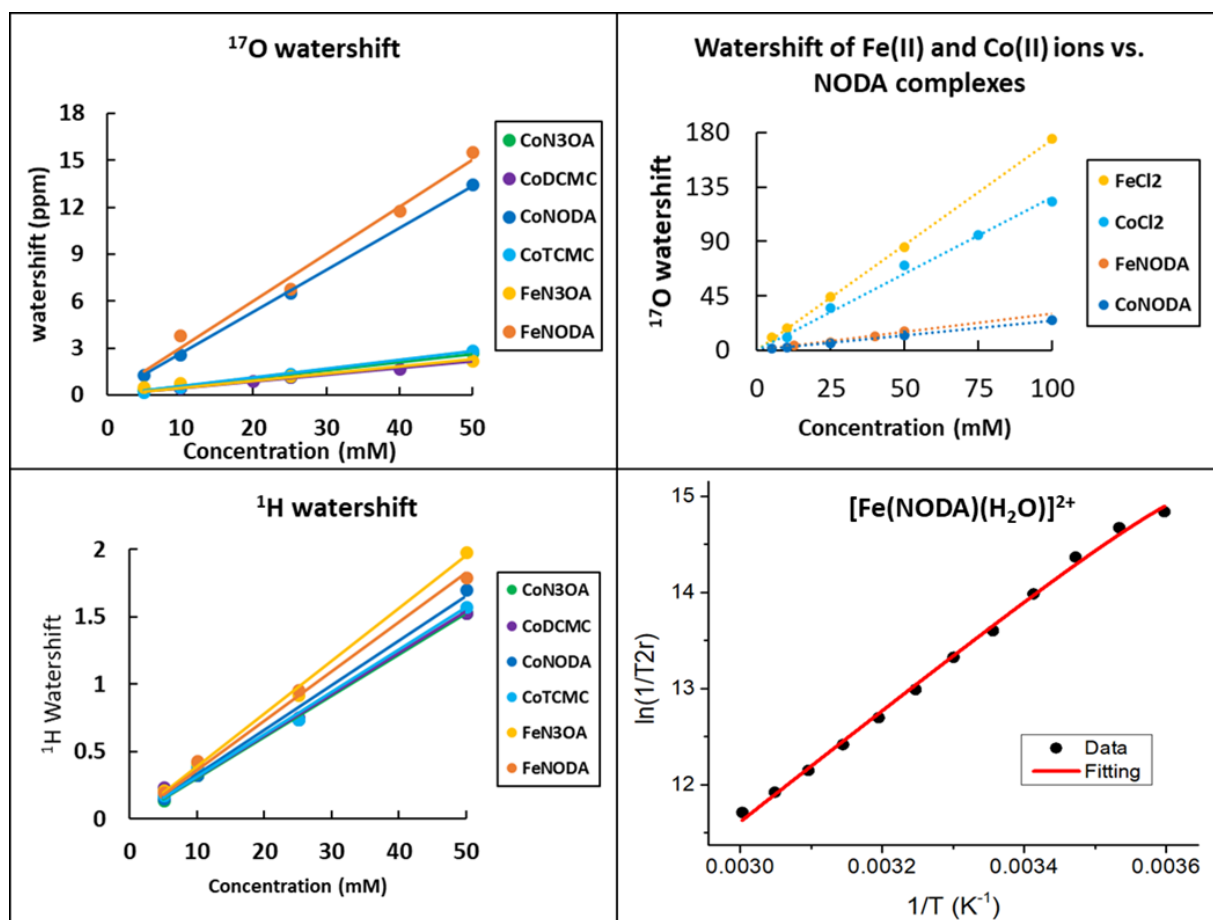 ¹⁷O watershift
watershift (ppm)
18
15
12
9
6
3
0
0 10 20 30 40 50
Concentration (mM)
CoN3OA
CoDCMC
CoNODA
CoTCMC
FeN3OA
FeNODA
Watershift of Fe(II) and Co(II) ions vs.
NODA complexes
¹⁷O watershift
180
135
90
45
0
0 25 50 75 100
Concentration (mM)
FeCl2
CoCl2
FeNODA
CoNODA
¹H watershift
¹H Watershift
2
1.5
1
0.5
0
0 10 20 30 40 50
Concentration (mM)
CoN3OA
CoDCMC
CoNODA
CoTCMC
FeN3OA
FeNODA
[Fe(NODA)(H₂O)]²⁺
ln(1/T2r)
15
14
13
12
0.0030 0.0032 0.0034 0.0036
1/T (K⁻¹)
Data
Fitting